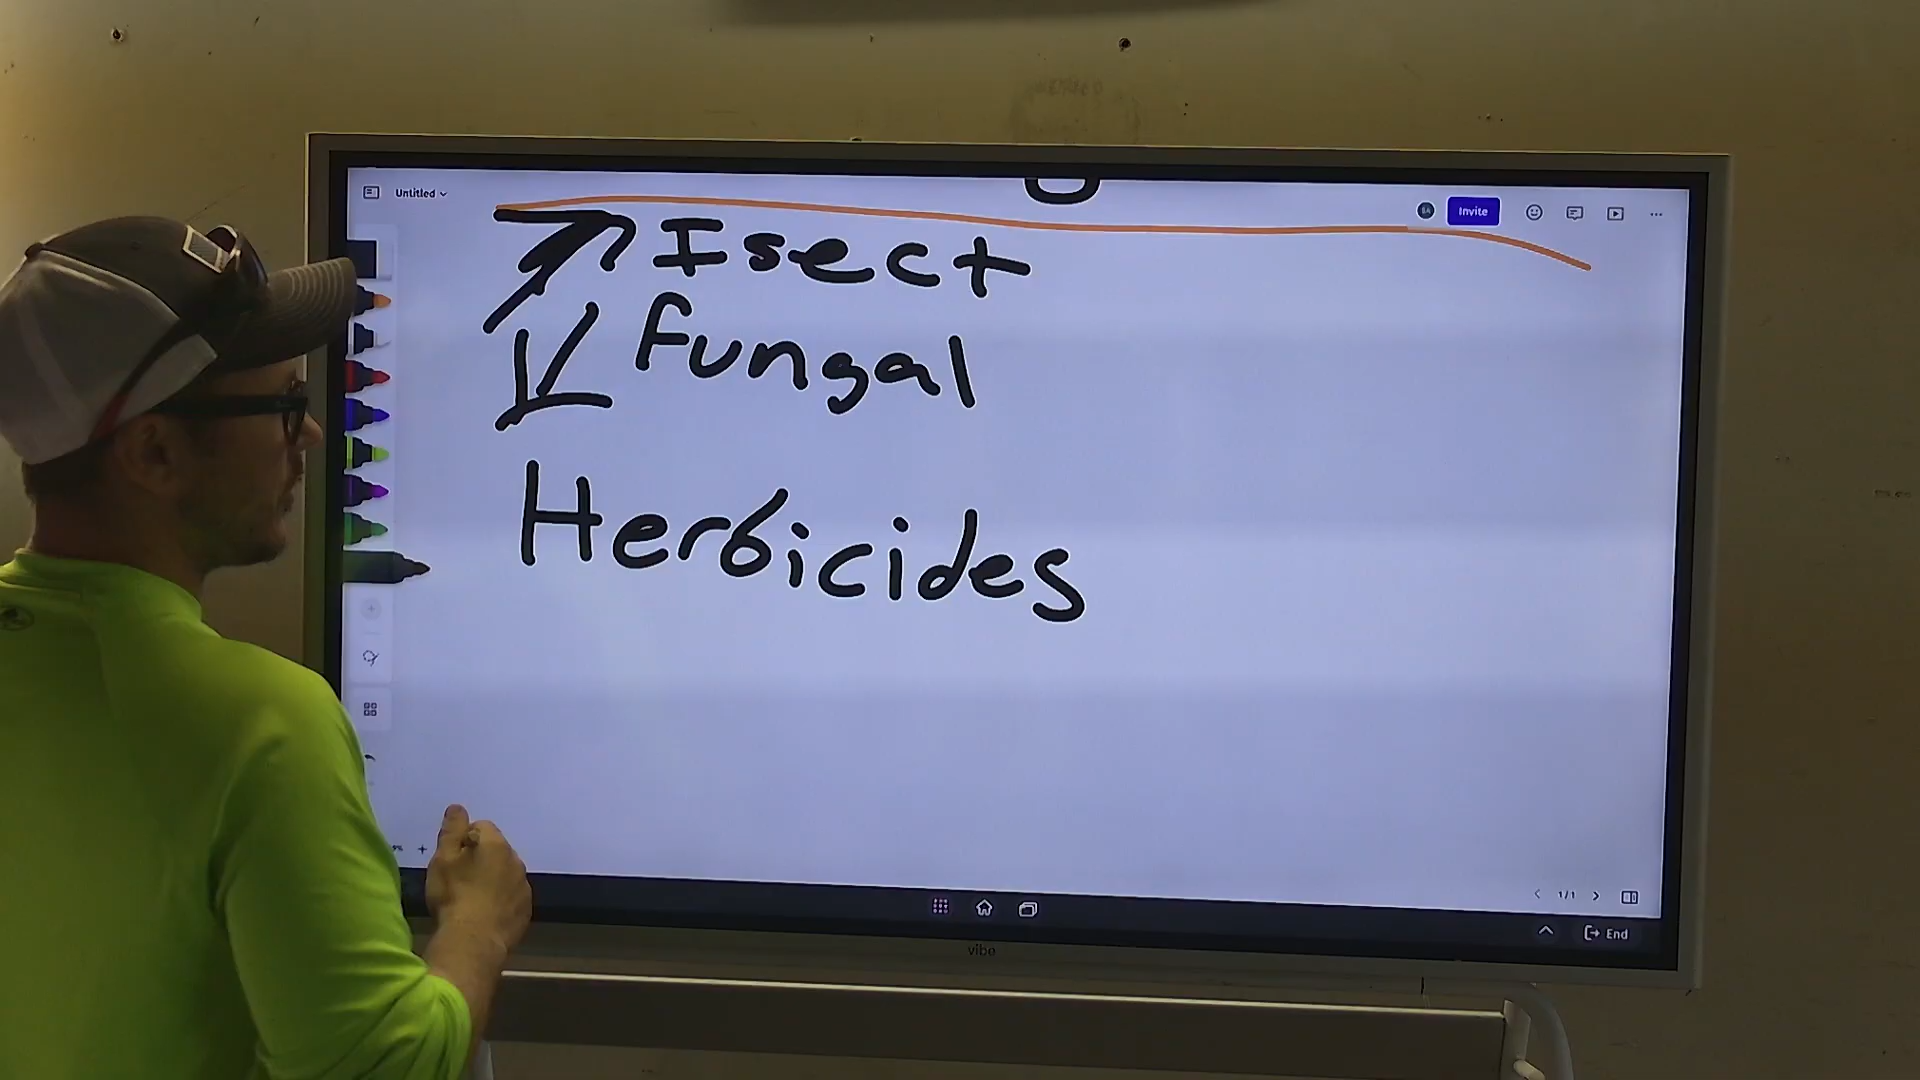 Untitled
Invite
Isect
fungal
Herbicides
1/1
End
vibe